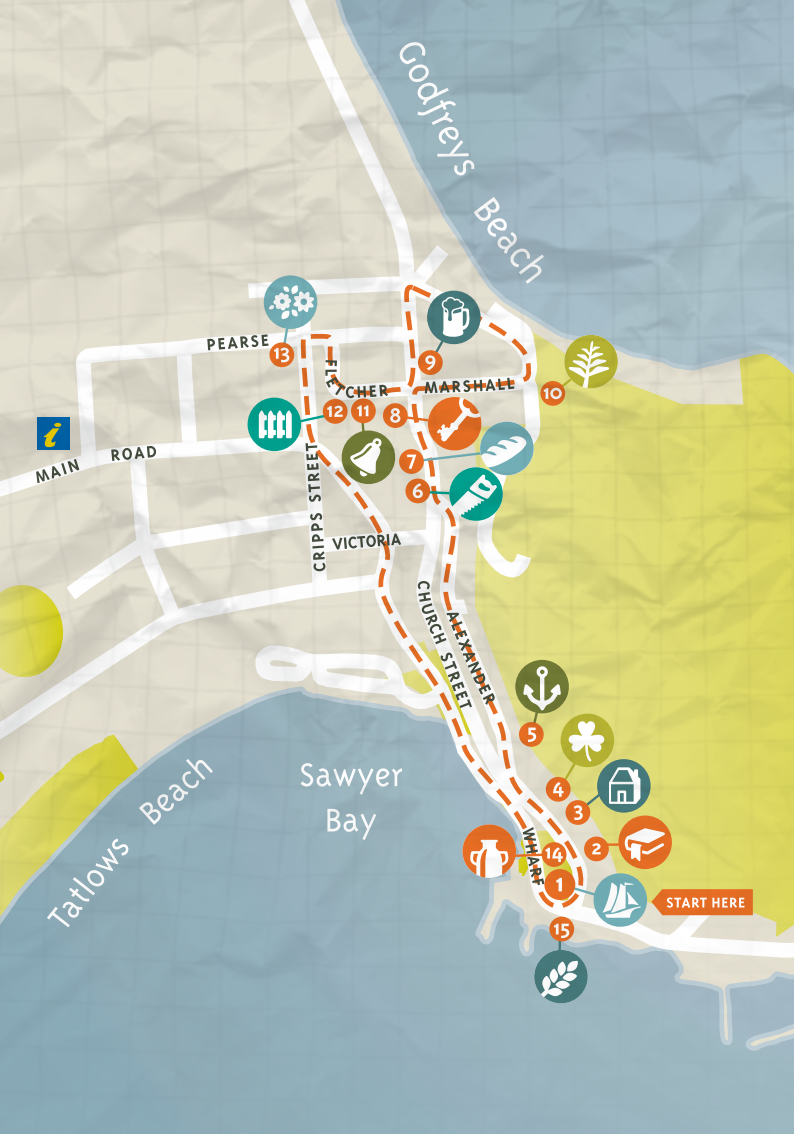 Godfreys Beach
PEARSE
13
FLETCHER
MARSHALL
9
10
12
11
8
i
MAIN ROAD
7
6
CRIPPS STREET
VICTORIA
CHURCH STREET
ALEXANDER
5
4
3
Sawyer
Bay
Tatlows Beach
WHARF
14
2
1
START HERE
15